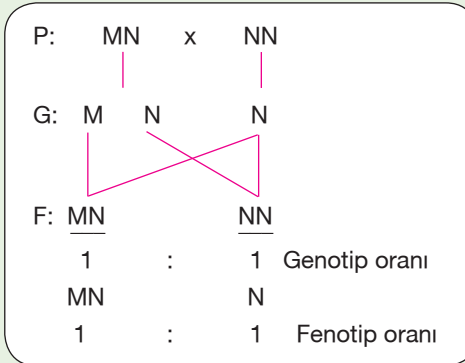 P: MN x NN
G: M N N
F: MN NN
1 : 1 Genotip oranı
MN N
1 : 1 Fenotip oranı